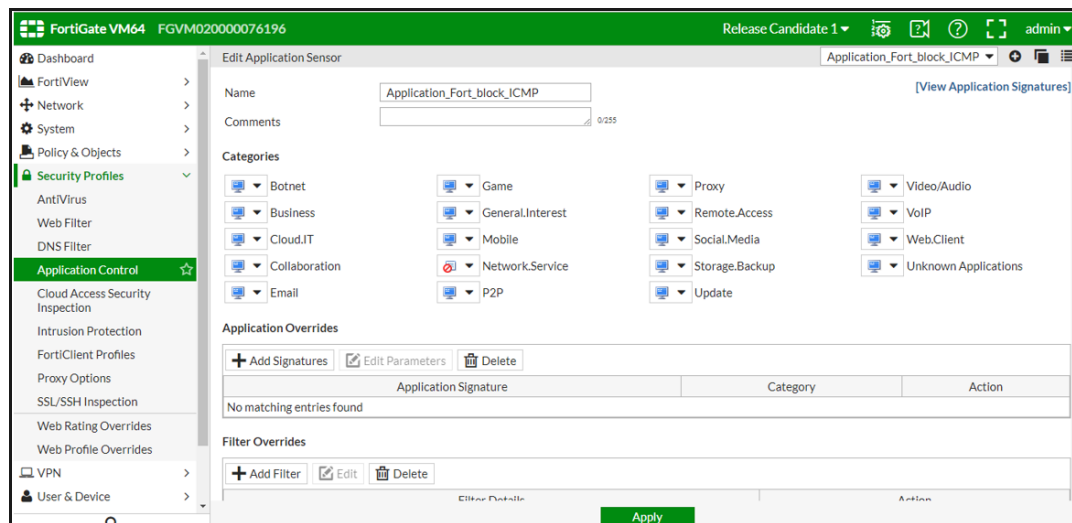 FortiGate VM64 FGVM020000076196 Release Candidate 1 admin
Dashboard
FortiView
Network
System
Policy & Objects
Security Profiles
AntiVirus
Web Filter
DNS Filter
Application Control
Cloud Access Security
Inspection
Intrusion Protection
FortiClient Profiles
Proxy Options
SSL/SSH Inspection
Web Rating Overrides
Web Profile Overrides
VPN
User & Device
Edit Application Sensor Application_Fort_block_ICMP
[View Application Signatures]
Name Application_Fort_block_ICMP
Comments 0/255
Categories
Botnet Game Proxy Video/Audio
Business General.Interest Remote.Access VoIP
Cloud.IT Mobile Social.Media Web.Client
Collaboration Network.Service Storage.Backup Unknown Applications
Email P2P Update
Application Overrides
Add Signatures Edit Parameters Delete
Application Signature Category Action
No matching entries found
Filter Overrides
Add Filter Edit Delete
Filter Details Action
Apply